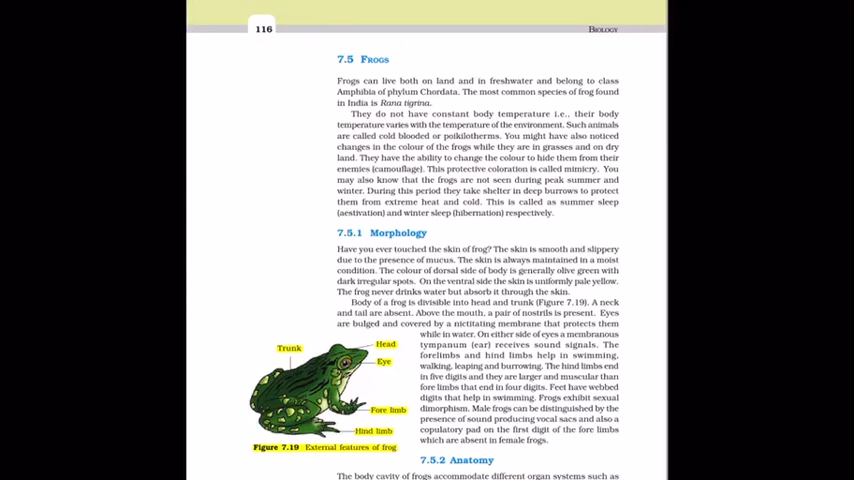 116
BIOLOGY
7.5 FROGS
Frogs can live both on land and in freshwater and belong to class
Amphibia of phylum Chordata. The most common species of frog found
in India is Rana tigrina.
They do not have constant body temperature i.e., their body
temperature varies with the temperature of the environment. Such animals
are called cold blooded or poikilotherms. You might have also noticed
changes in the colour of the frogs while they are in grasses and on dry
land. They have the ability to change the colour to hide them from their
enemies (camouflage). This protective coloration is called mimicry. You
may also know that the frogs are not seen during peak summer and
winter. During this period they take shelter in deep burrows to protect
them from extreme heat and cold. This is called as summer sleep
(aestivation) and winter sleep (hibernation) respectively.
7.5.1 Morphology
Have you ever touched the skin of frog? The skin is smooth and slippery
due to the presence of mucus. The skin is always maintained in a moist
condition. The colour of dorsal side of body is generally olive green with
dark irregular spots. On the ventral side the skin is uniformly pale yellow.
The frog never drinks water but absorb it through the skin.
Body of a frog is divisible into head and trunk (Figure 7.19). A neck
and tail are absent. Above the mouth, a pair of nostrils is present. Eyes
are bulged and covered by a nictitating membrane that protects them
while in water. On either side of eyes a membranous
tympanum (ear) receives sound signals. The
forelimbs and hind limbs help in swimming,
walking, leaping and burrowing. The hind limbs end
in five digits and they are larger and muscular than
fore limbs that end in four digits. Feet have webbed
digits that help in swimming. Frogs exhibit sexual
dimorphism. Male frogs can be distinguished by the
presence of sound producing vocal sacs and also a
copulatory pad on the first digit of the fore limbs
which are absent in female frogs.
Trunk
Head
Eye
Fore limb
Hind limb
Figure 7.19 External features of frog
7.5.2 Anatomy
The body cavity of frogs accommodate different organ systems such as